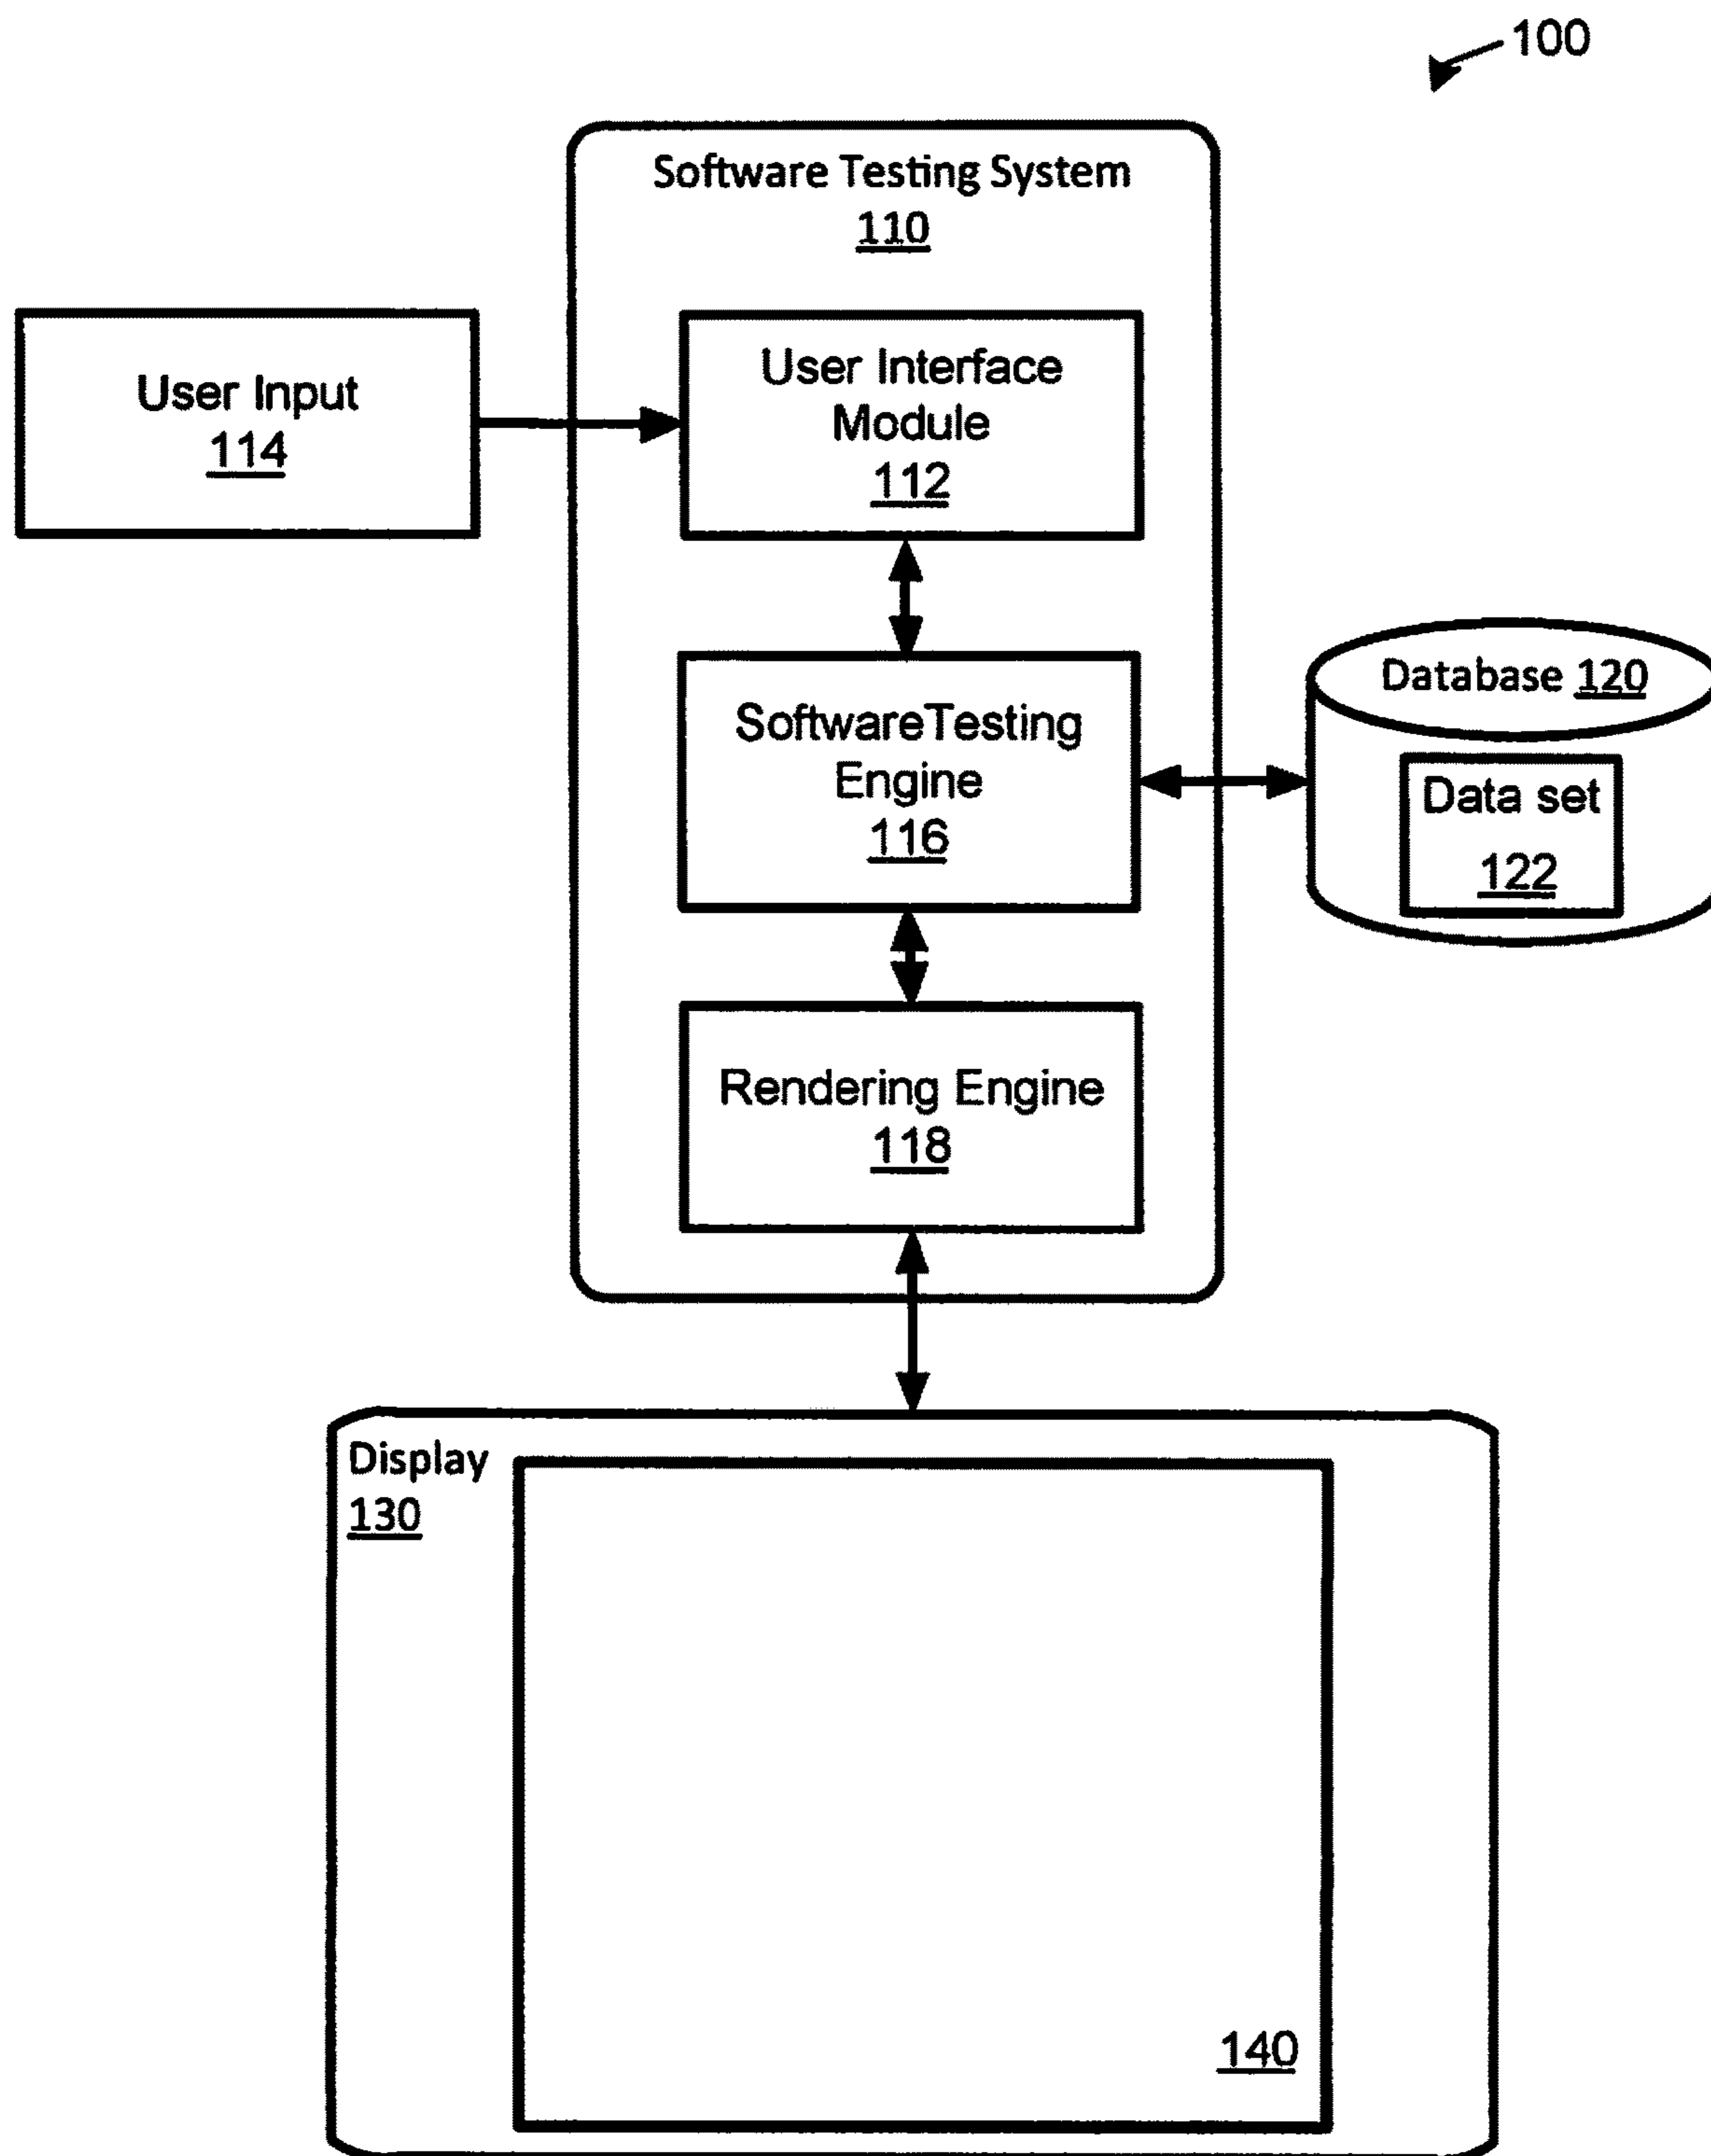 100
Software Testing System
110
User Input
114
User Interface
Module
112
SoftwareTesting
Engine
116
Database 120
Data set
122
Rendering Engine
118
Display
130
140